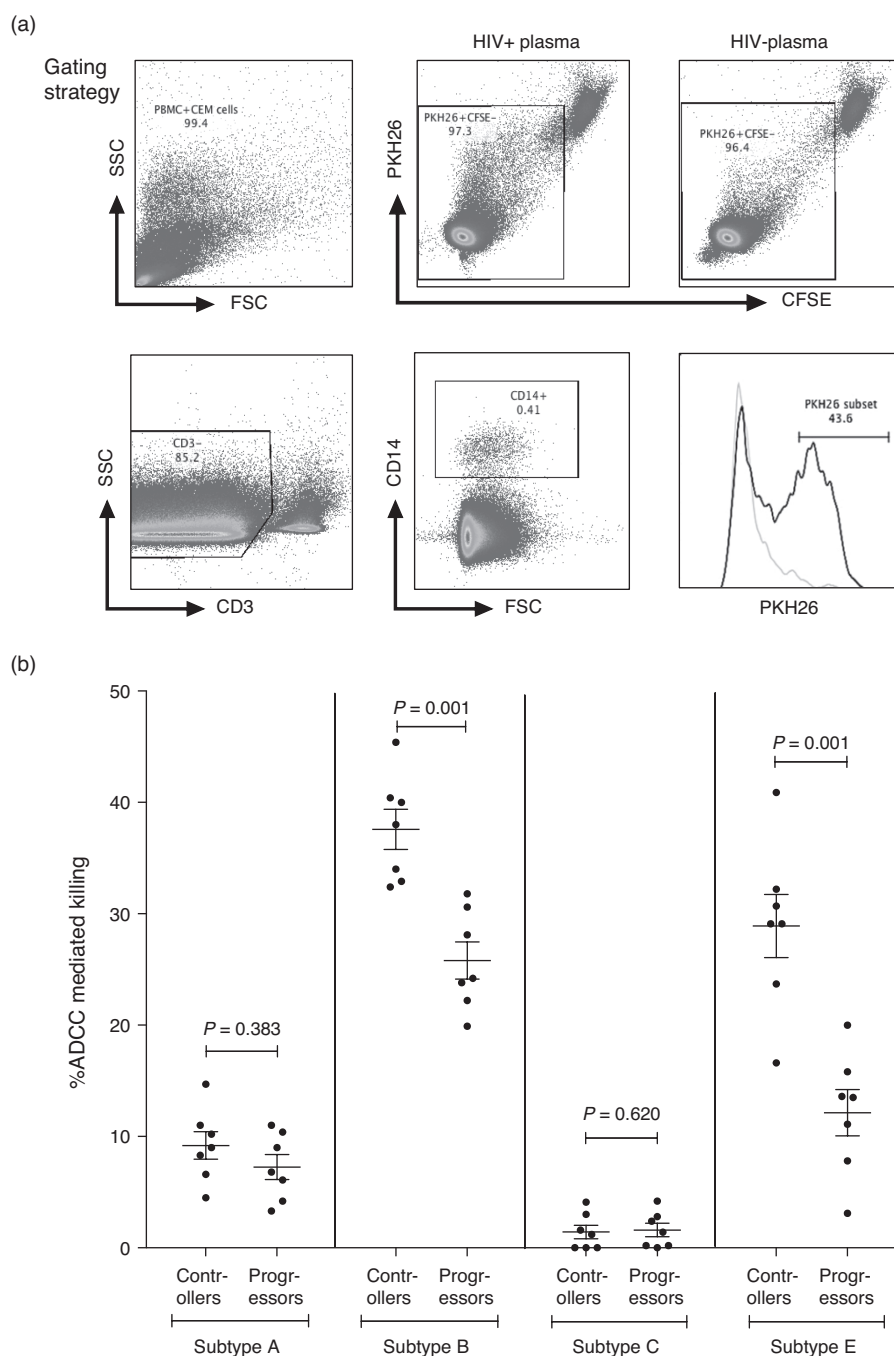 (a)
HIV+ plasma
HIV-plasma
Gating
strategy
PBMC+CEM cells
99.4
SSC
FSC
PKH26
PKH26+CFSE-
97.3
PKH26+CFSE-
96.4
CFSE
SSC
CD3-
85.2
CD3
CD14
CD14+
0.41
FSC
PKH26 subset
43.6
PKH26
(b)
%ADCC mediated killing
50
40
30
20
10
0
P = 0.383
P = 0.001
P = 0.620
P = 0.001
Contr- Progr- Contr- Progr- Contr- Progr- Contr- Progr-
ollers essors ollers essors ollers essors ollers essors
Subtype A Subtype B Subtype C Subtype E